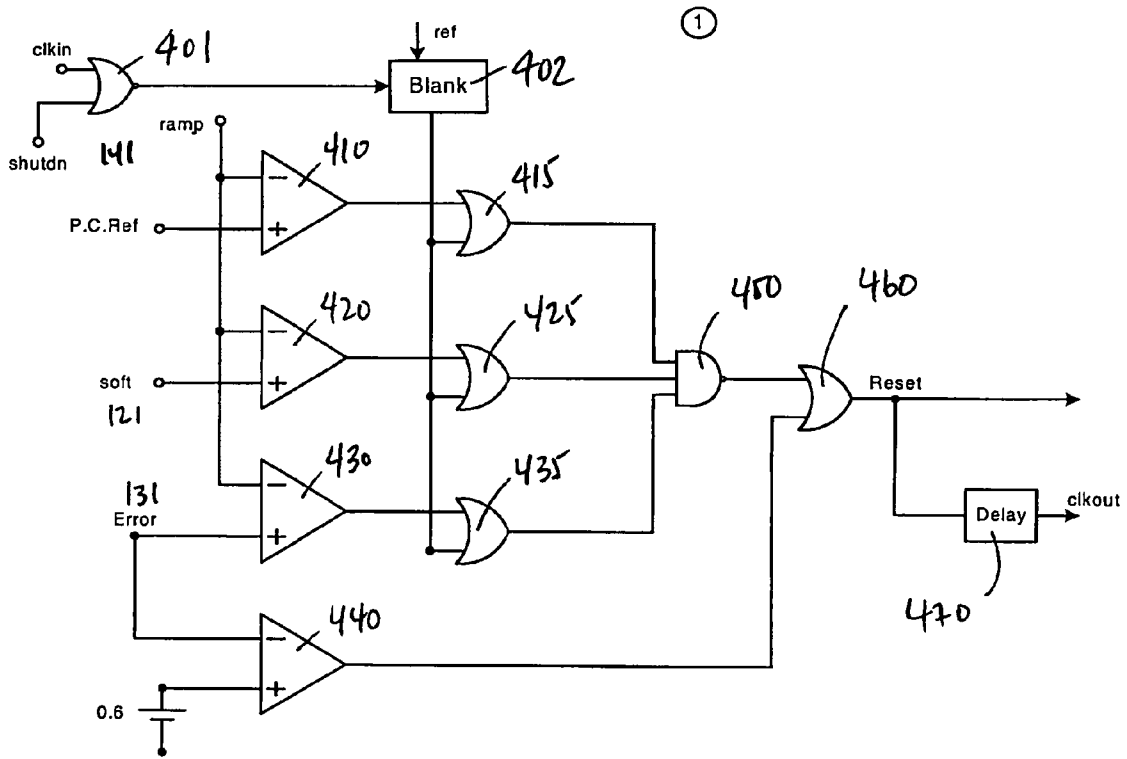 1
clkin
401
ref
Blank
402
shutdn
141
ramp
410
415
P.C.Ref
420
425
450
460
soft
121
Reset
430
435
131
Error
Delay
clkout
440
470
0.6